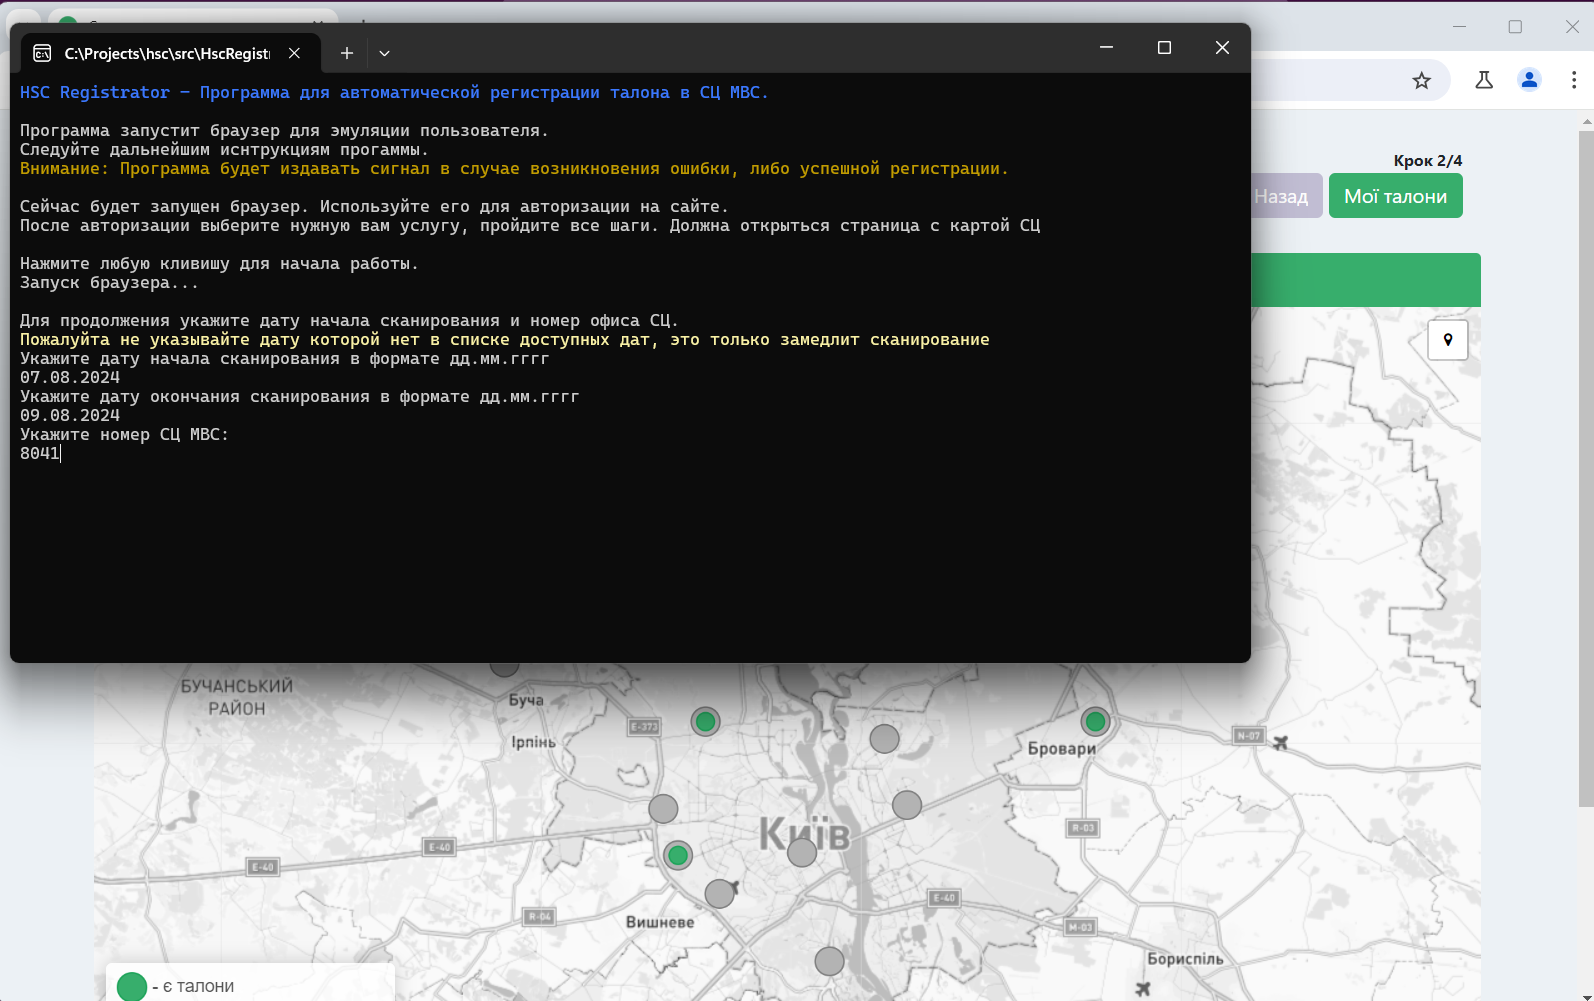 C:\Projects\hsc\src\HscRegistr
HSC Registrator – Программа для автоматической регистрации талона в СЦ МВС.
Программа запустит браузер для эмуляции пользователя.
Следуйте дальнейшим иснтрукциям прогаммы.
Внимание: Программа будет издавать сигнал в случае возникновения ошибки, либо успешной регистрации.
Сейчас будет запущен браузер. Используйте его для авторизации на сайте.
После авторизации выберите нужную вам услугу, пройдите все шаги. Должна открыться страница с картой СЦ
Нажмите любую кливишу для начала работы.
Запуск браузера...
Для продолжения укажите дату начала сканирования и номер офиса СЦ.
Пожалуйта не указывайте дату которой нет в списке доступных дат, это только замедлит сканирование
Укажите дату начала сканирования в формате дд.мм.гггг
07.08.2024
Укажите дату окончания сканирования в формате дд.мм.гггг
09.08.2024
Укажите номер СЦ МВС:
8041
Крок 2/4
Назад
Мої талони
БУЧАНСЬКИЙ
РАЙОН
Буча
E-373
Ірпінь
Бровари
N-07
Київ
R-03
E-40
E-40
E-40
R-04
Вишневе
M-03
Бориспіль
- є талони